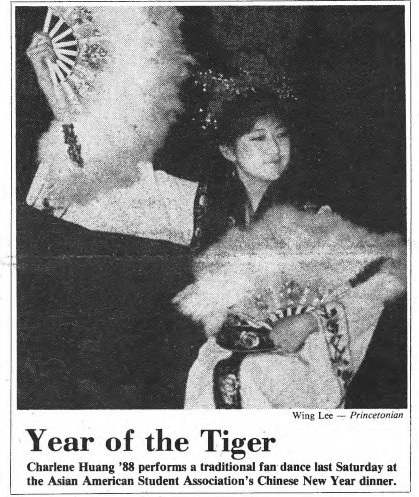 Wing Lee — Princetonian
Year of the Tiger
Charlene Huang '88 performs a traditional fan dance last Saturday at
the Asian American Student Association's Chinese New Year dinner.